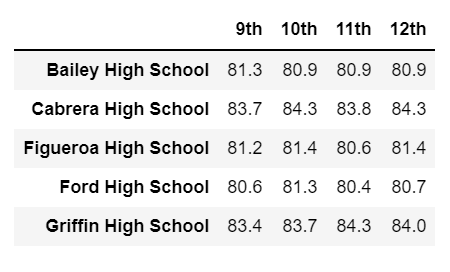 9th 10th 11th 12th
Bailey High School 81.3 80.9 80.9 80.9
Cabrera High School 83.7 84.3 83.8 84.3
Figueroa High School 81.2 81.4 80.6 81.4
Ford High School 80.6 81.3 80.4 80.7
Griffin High School 83.4 83.7 84.3 84.0